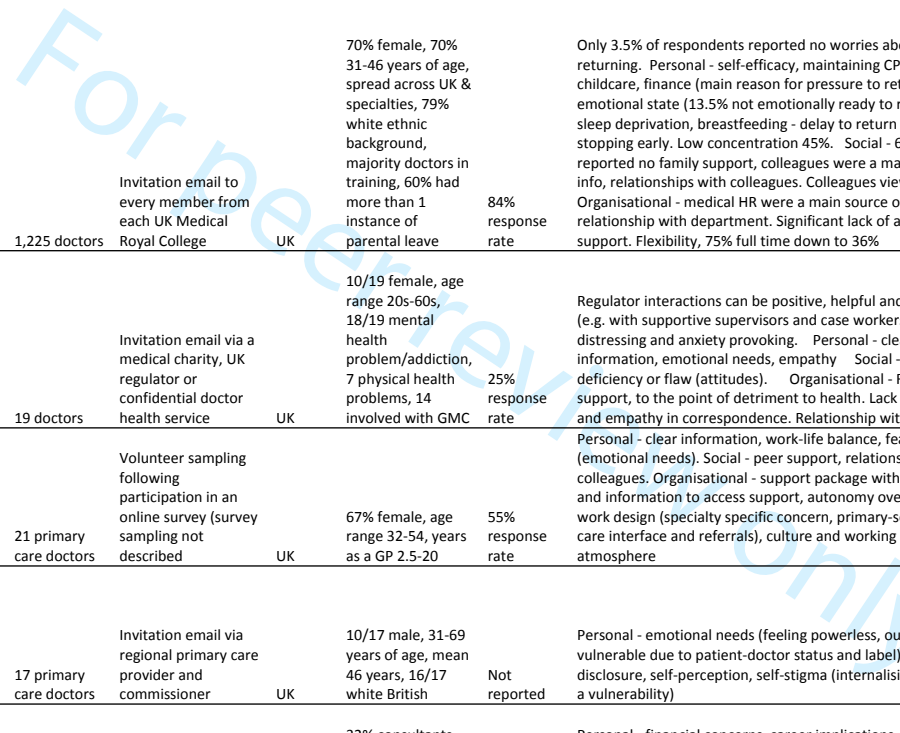 70% female, 70%
31-46 years of age,
spread across UK &
specialties, 79%
white ethnic
background,
majority doctors in
training, 60% had
more than 1
instance of
parental leave
Invitation email to
every member from
each UK Medical
Royal College
1,225 doctors
UK
84%
response
rate
Only 3.5% of respondents reported no worries
returning.  Personal - self-efficacy, maintaining
childcare, finance (main reason for pressure to
emotional state (13.5% not emotionally ready to
sleep deprivation, breastfeeding - delay to return
stopping early. Low concentration 45%.   Social -
reported no family support, colleagues were a
info, relationships with colleagues. Colleagues
Organisational - medical HR were a main source
relationship with department. Significant lack of
support. Flexibility, 75% full time down to 36%
19 doctors
Invitation email via a
medical charity, UK
regulator or
confidential doctor
health service
UK
10/19 female, age
range 20s-60s,
18/19 mental
health
problem/addiction,
7 physical health
problems, 14
involved with GMC
25%
response
rate
Regulator interactions can be positive, helpful
(e.g. with supportive supervisors and case
distressing and anxiety provoking.    Personal -
information, emotional needs, empathy    Social -
deficiency or flaw (attitudes).     Organisational -
support, to the point of detriment to health. Lack
and empathy in correspondence. Relationship
21 primary
care doctors
Volunteer sampling
following
participation in an
online survey (survey
sampling not
described
UK
67% female, age
range 32-54, years
as a GP 2.5-20
55%
response
rate
Personal - clear information, work-life balance,
(emotional needs). Social - peer support,
colleagues. Organisational - support package with
and information to access support, autonomy
work design (specialty specific concern,
care interface and referrals), culture and working
atmosphere
17 primary
care doctors
Invitation email via
regional primary care
provider and
commissioner
UK
10/17 male, 31-69
years of age, mean
46 years, 16/17
white British
Not
reported
Personal - emotional needs (feeling powerless,
vulnerable due to patient-doctor status and label)
disclosure, self-perception, self-stigma
a vulnerability)
For peer review only